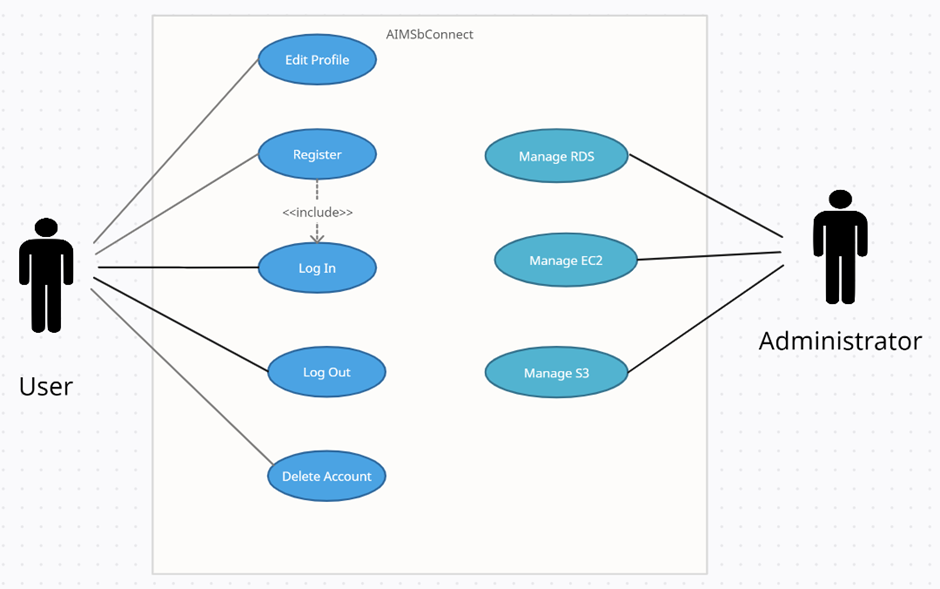 AIMSbConnect
Edit Profile
Register
<<include>>
Log In
Log Out
Delete Account
Manage RDS
Manage EC2
Manage S3
User
Administrator